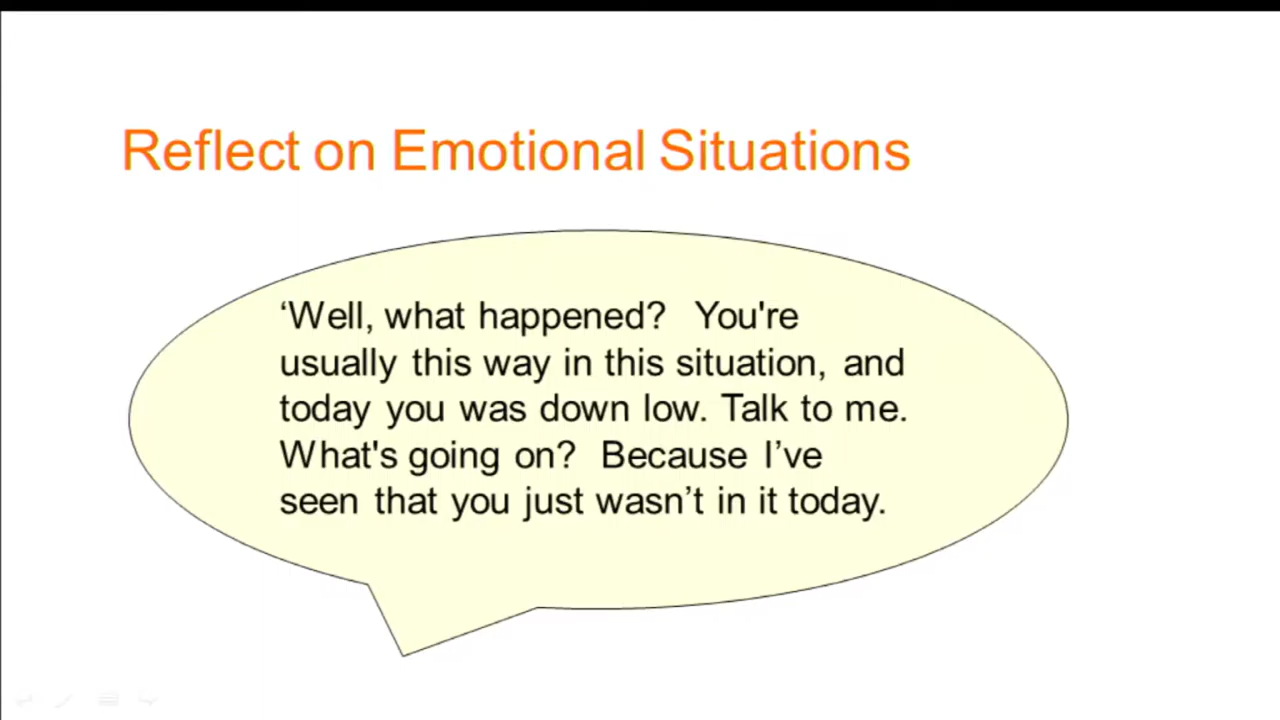 Reflect on Emotional Situations
‘Well, what happened? You're
usually this way in this situation, and
today you was down low. Talk to me.
What's going on? Because I’ve
seen that you just wasn’t in it today.